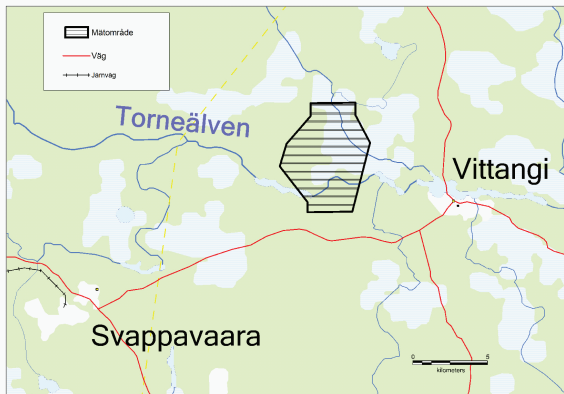 Mätområde
Väg
Järnväg
Torneälven
Vittangi
Svappavaara
0 5
kilometers